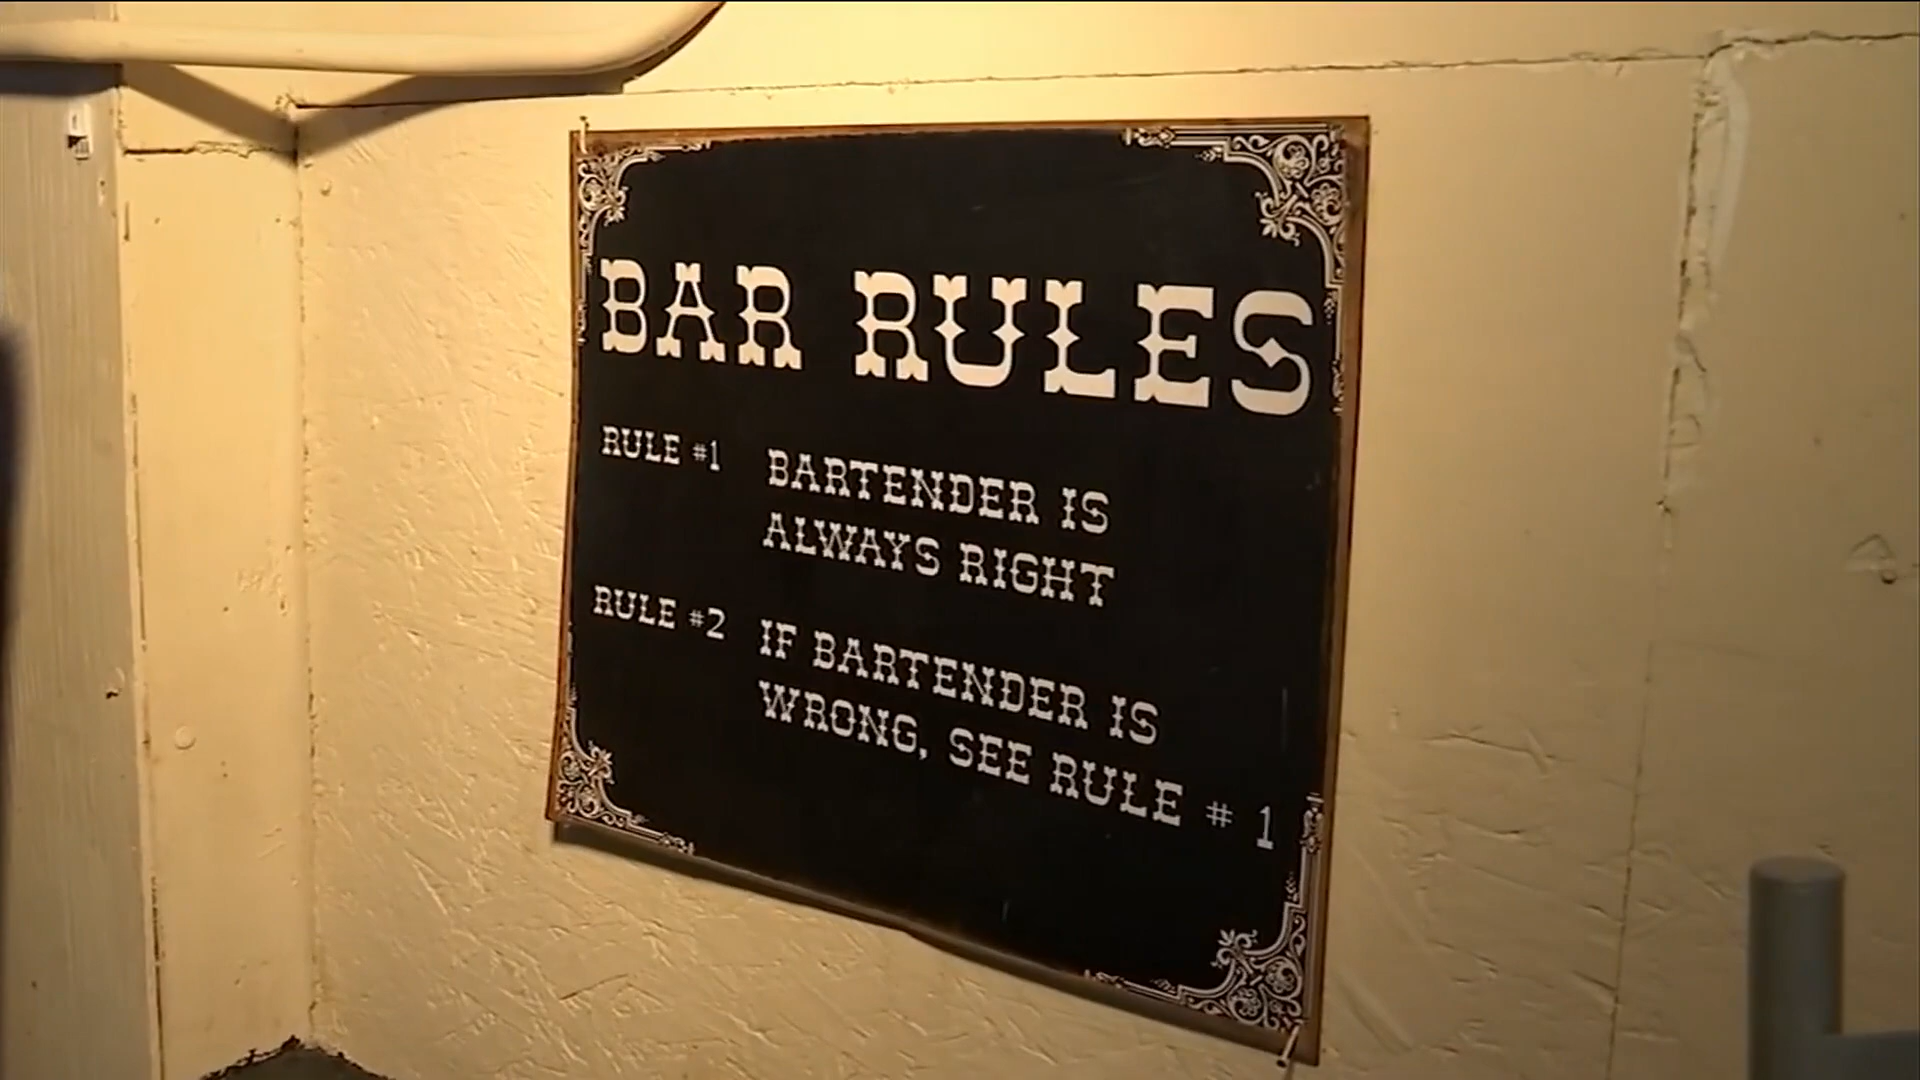 BAR RULES
RULE #1 BARTENDER IS
ALWAYS RIGHT
RULE #2 IF BARTENDER IS
WRONG, SEE RULE # 1